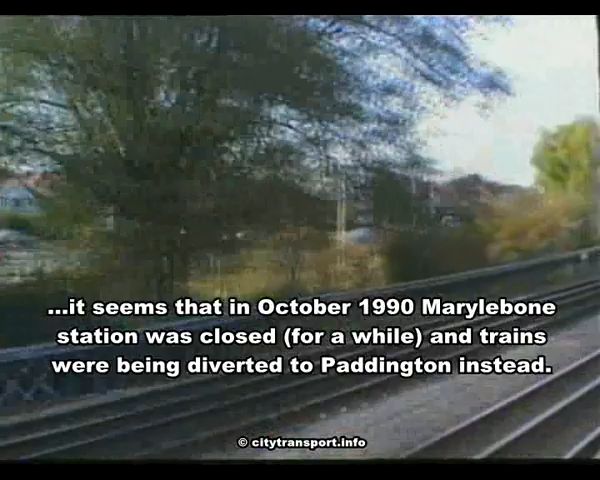 ...it seems that in October 1990 Marylebone
station was closed (for a while) and trains
were being diverted to Paddington instead.
© citytransport.info